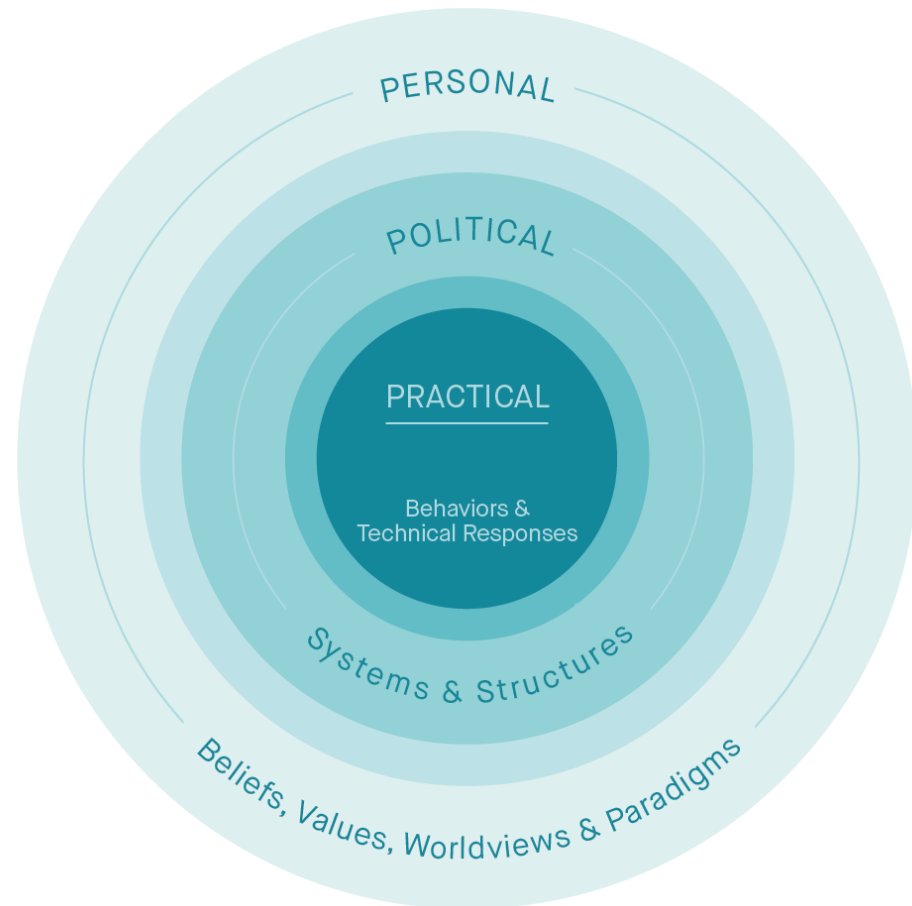 PERSONAL
POLITICAL
PRACTICAL
Behaviors &
Technical Responses
Systems & Structures
Beliefs, Values, Worldviews & Paradigms